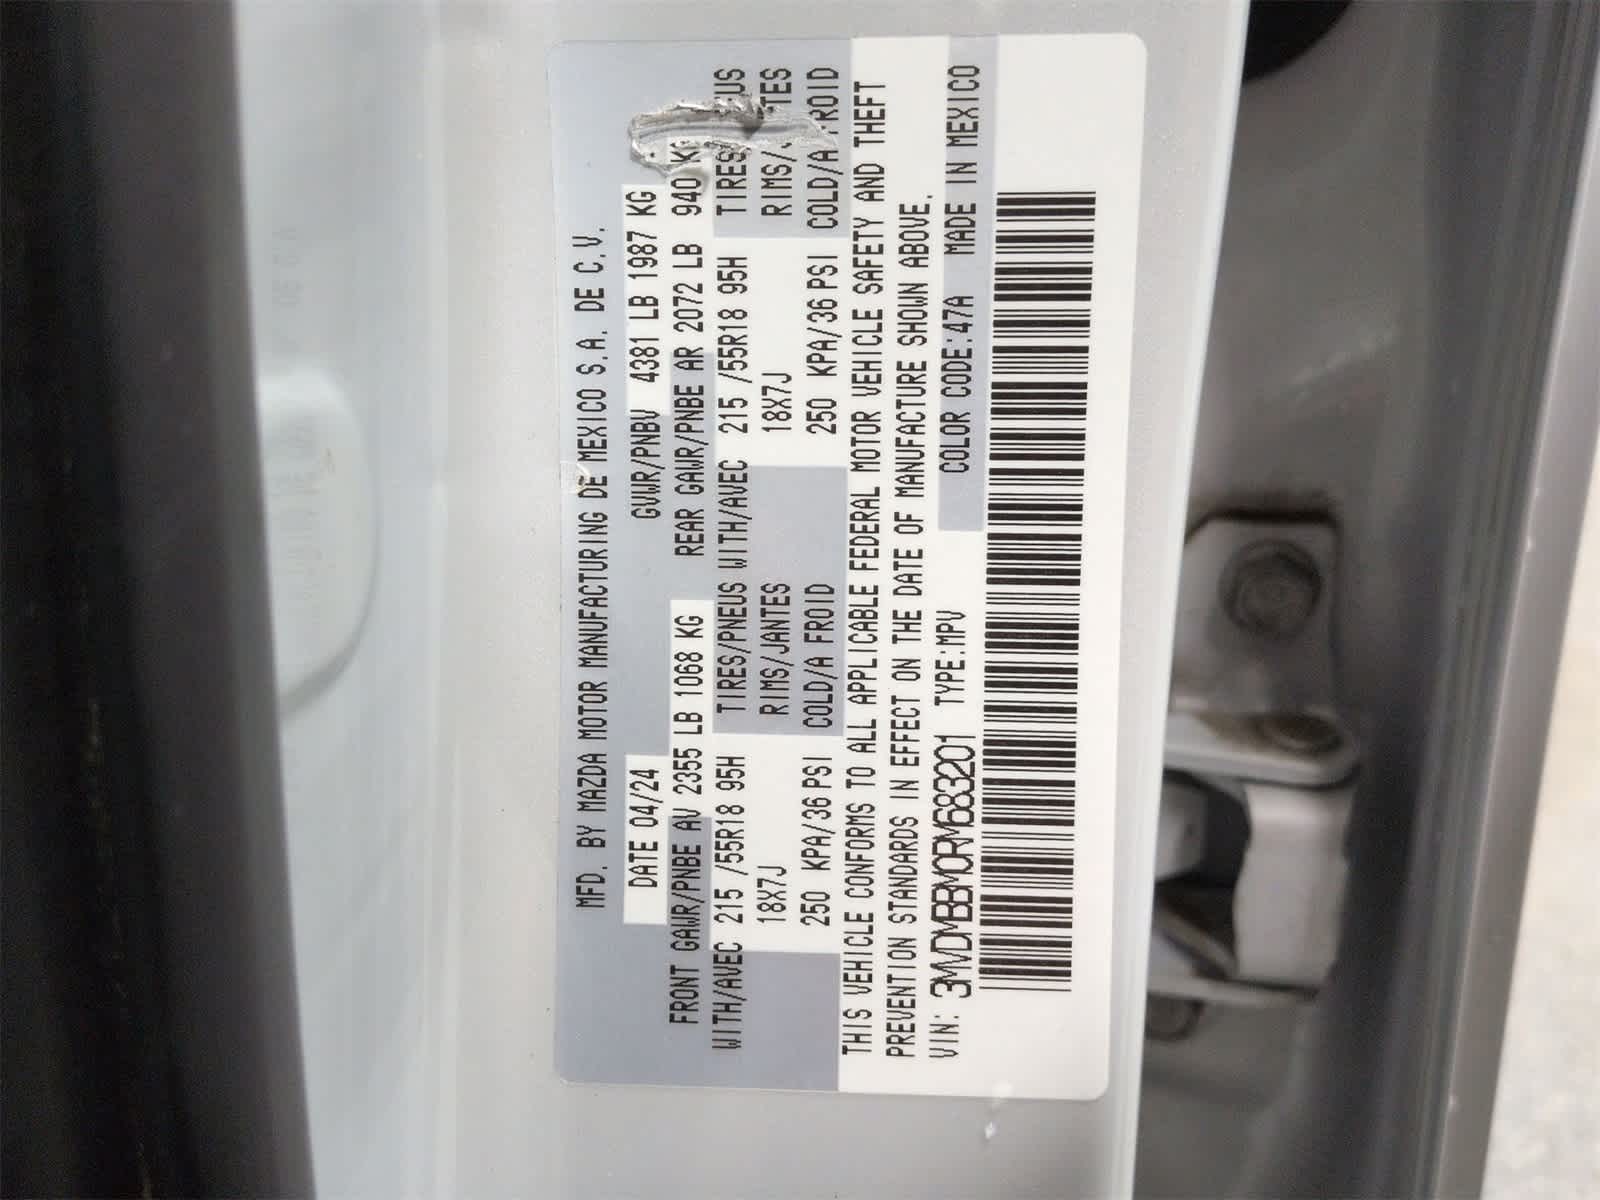 MFD. BY MAZDA MOTOR MANUFACTURING DE MEXICO S.A. DE C.V.
DATE 04/24 GVWR/PNBV 4381 LB 1987 KG
FRONT GAWR/PNBE AV 2355 LB 1068 KG REAR GAWR/PNBE AR 2072 LB 940
WITH/AVEC 215 /55R18 95H TIRES/PNEUS WITH/AVEC 215 /55R18 95H
18X7J RIMS/JANTES 18X7J
250 KPA/36 PSI COLD/A FROID 250 KPA/36 PSI COLD/A
THIS VEHICLE CONFORMS TO ALL APPLICABLE FEDERAL MOTOR VEHICLE SAFETY AND THEFT
PREVENTION STANDARDS IN EFFECT ON THE DATE OF MANUFACTURE SHOWN ABOVE.
VIN: 3MVDMBBM0RM683201 TYPE:MPV COLOR CODE:47A MADE IN MEXICO